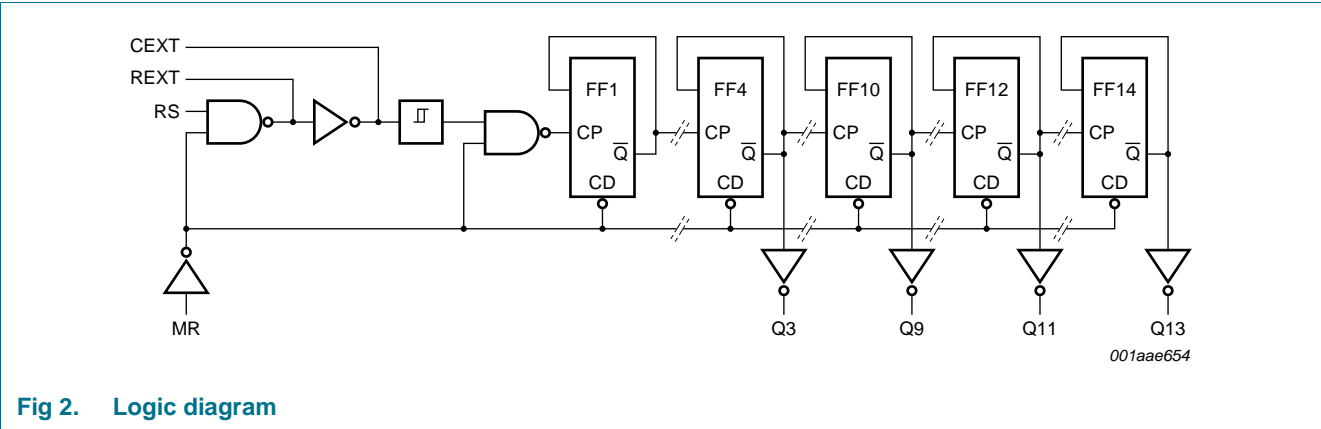 CEXT
REXT
RS
FF1 FF4 FF10 FF12 FF14
CP CP CP CP CP
Q̅ Q̅ Q̅ Q̅ Q̅
CD CD CD CD CD
MR Q3 Q9 Q11 Q13
001aae654
Fig 2. Logic diagram